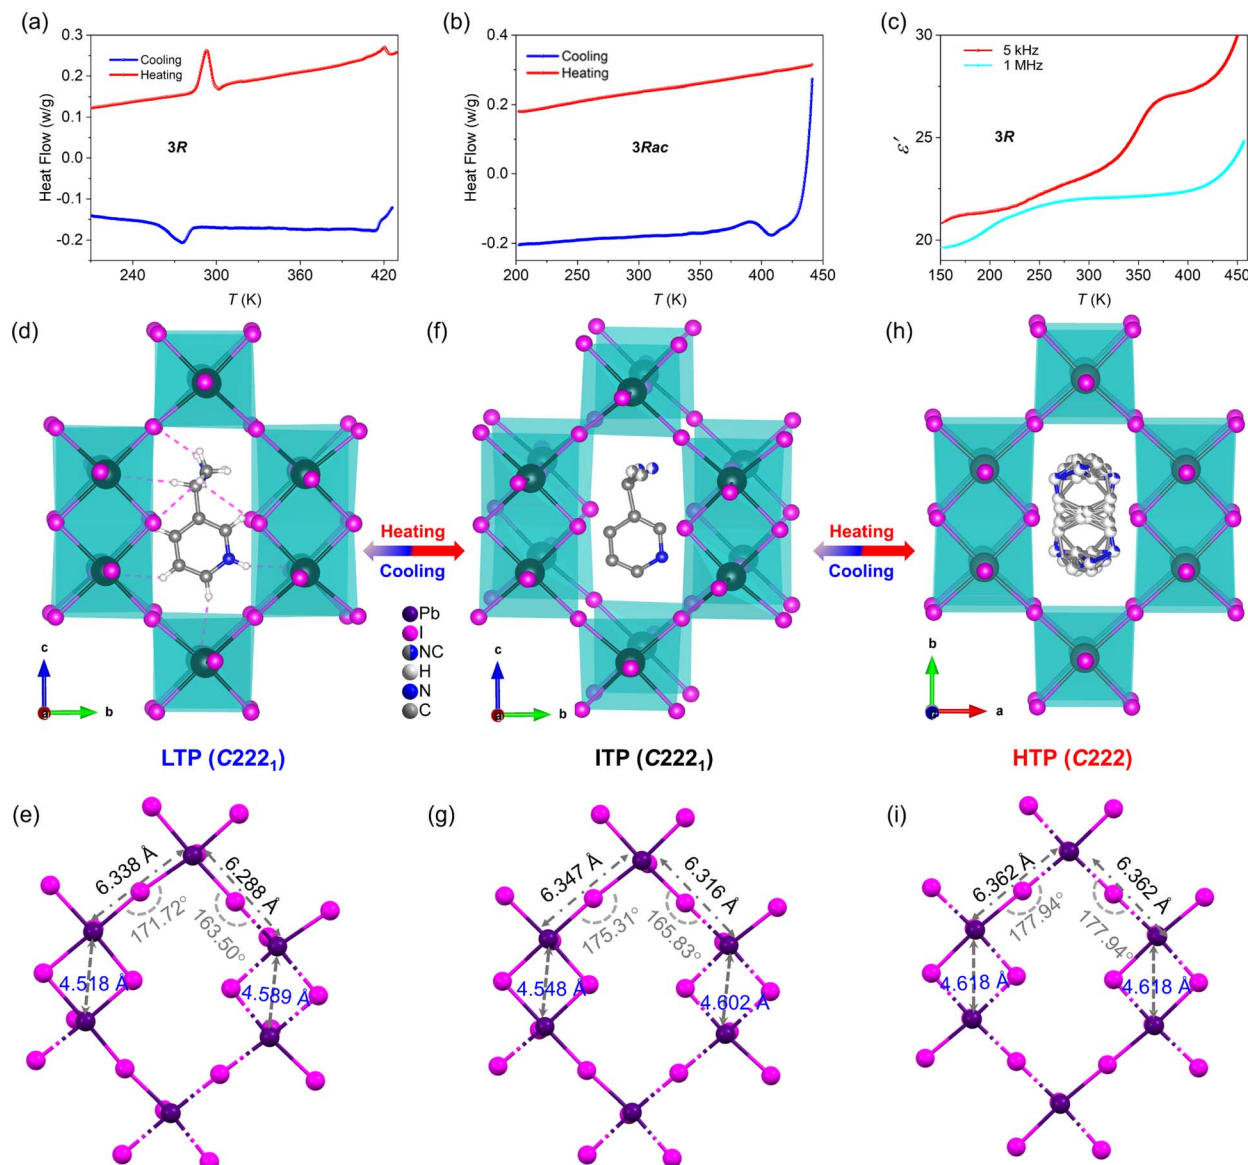 (a)
0.3
0.2
0.1
0.0
-0.1
-0.2
Heat Flow (w/g)
Cooling
Heating
3R
240
300
360
420
T (K)
(b)
0.4
0.2
0.0
-0.2
Heat Flow (w/g)
Cooling
Heating
3Rac
200
250
300
350
400
450
T (K)
(c)
30
25
20
ε′
5 kHz
1 MHz
3R
150
200
250
300
350
400
450
T (K)
(d)
c
a
b
LTP (C222₁)
Heating
Cooling
Pb
I
NC
H
N
C
(f)
c
a
b
ITP (C222₁)
Heating
Cooling
(h)
b
c
a
HTP (C222)
(e)
6.338 Å
6.288 Å
171.72°
163.50°
4.518 Å
4.589 Å
(g)
6.347 Å
6.316 Å
175.31°
165.83°
4.548 Å
4.602 Å
(i)
6.362 Å
6.362 Å
177.94°
177.94°
4.618 Å
4.618 Å